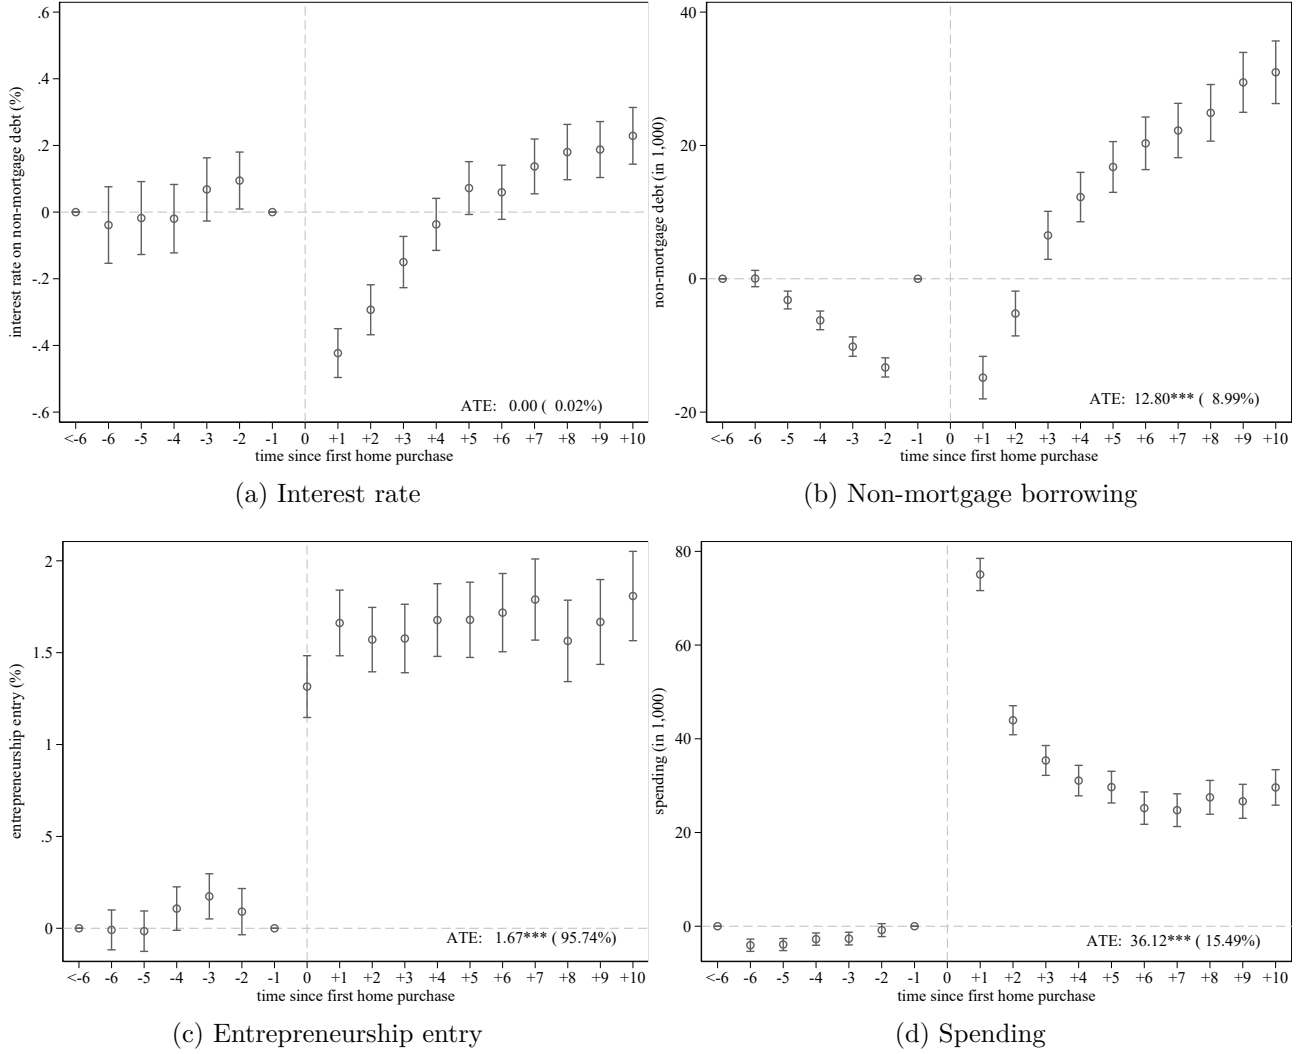 interest rate on non-mortgage debt (%)
.6
.4
.2
0
-.2
-.4
-.6
ATE: 0.00 ( 0.02%)
<-6 -6 -5 -4 -3 -2 -1 0 +1 +2 +3 +4 +5 +6 +7 +8 +9 +10
time since first home purchase
(a) Interest rate
non-mortgage debt (in 1,000)
40
20
0
-20
ATE: 12.80*** ( 8.99%)
<-6 -6 -5 -4 -3 -2 -1 0 +1 +2 +3 +4 +5 +6 +7 +8 +9 +10
time since first home purchase
(b) Non-mortgage borrowing
entrepreneurship entry (%)
2
1.5
1
.5
0
ATE: 1.67*** ( 95.74%)
<-6 -6 -5 -4 -3 -2 -1 0 +1 +2 +3 +4 +5 +6 +7 +8 +9 +10
time since first home purchase
(c) Entrepreneurship entry
spending (in 1,000)
80
60
40
20
0
ATE: 36.12*** ( 15.49%)
<-6 -6 -5 -4 -3 -2 -1 0 +1 +2 +3 +4 +5 +6 +7 +8 +9 +10
time since first home purchase
(d) Spending